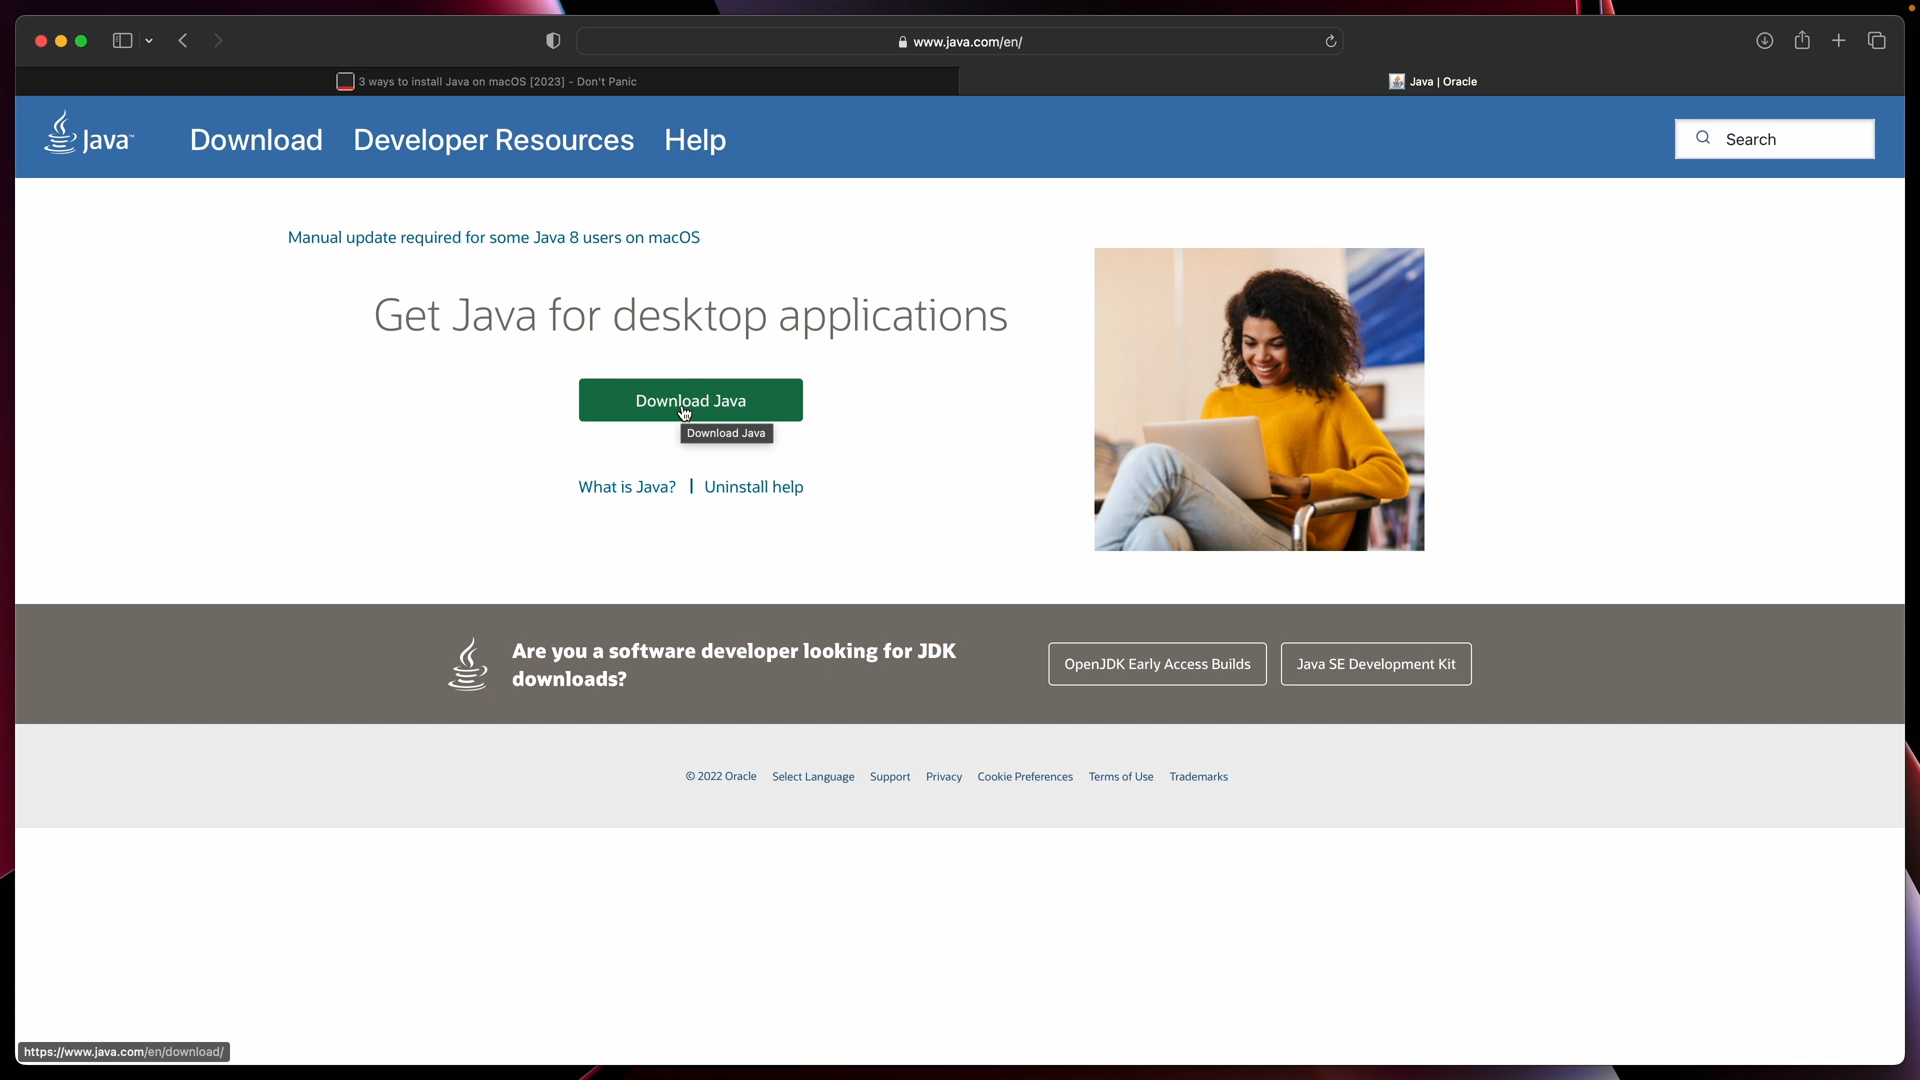 www.java.com/en/
3 ways to install Java on macOS [2023] - Don't Panic
Java | Oracle
Java™
Download
Developer Resources
Help
Search
Manual update required for some Java 8 users on macOS
Get Java for desktop applications
Download Java
Download Java
What is Java? | Uninstall help
Are you a software developer looking for JDK
downloads?
OpenJDK Early Access Builds
Java SE Development Kit
© 2022 Oracle Select Language Support Privacy Cookie Preferences Terms of Use Trademarks
https://www.java.com/en/download/